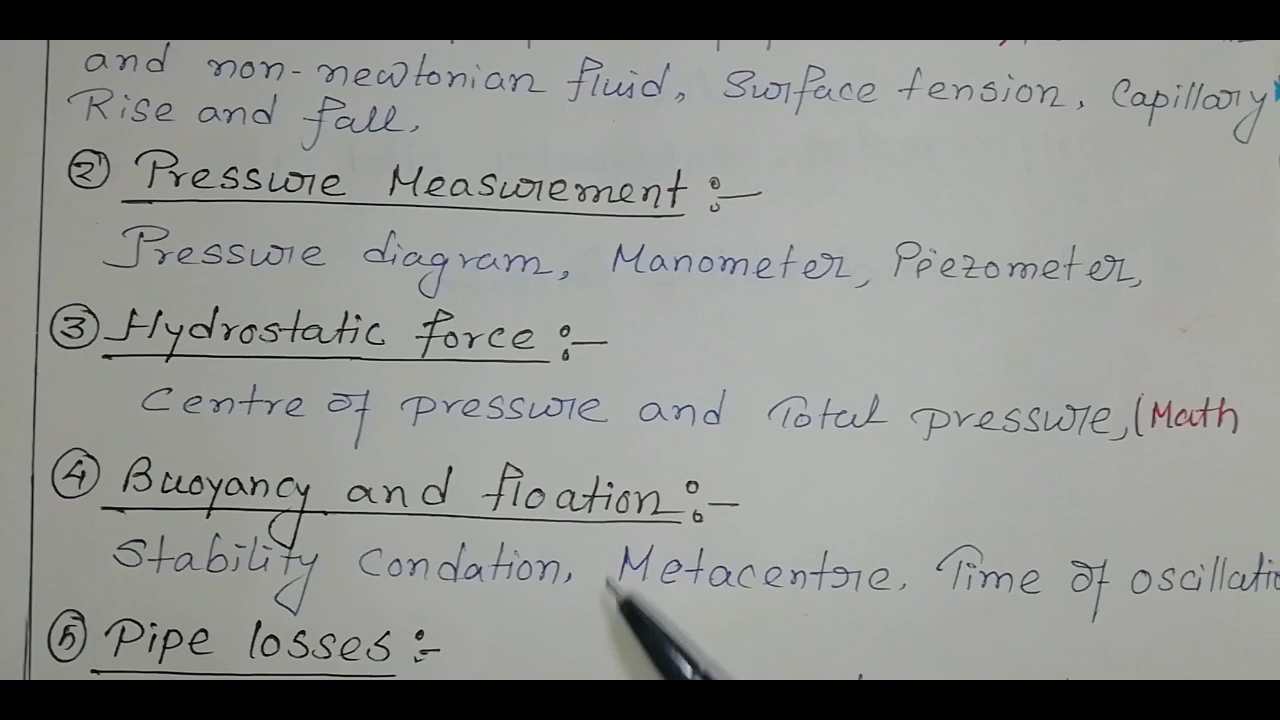 and non-newtonian fluid, Surface tension, Capillary
Rise and fall,
② Pressure Measurement :-
Pressure diagram, Manometer, Piezometer,
③ Hydrostatic force :-
Centre of pressure and Total pressure, (Math
④ Buoyancy and floation :-
Stability Condation, Metacentre, Time of oscillatio
⑤ Pipe losses :-